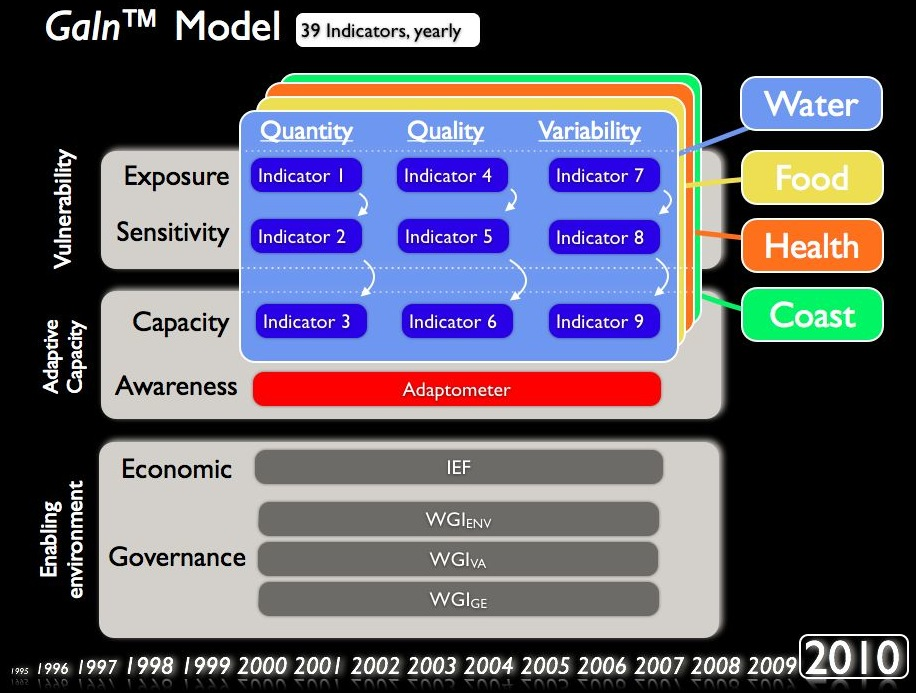 GaIn™ Model
39 Indicators, yearly
Water
Food
Health
Coast
Quantity Quality Variability
Vulnerability
Exposure Indicator 1 Indicator 4 Indicator 7
Sensitivity Indicator 2 Indicator 5 Indicator 8
Adaptive
Capacity
Capacity Indicator 3 Indicator 6 Indicator 9
Awareness Adaptometer
Enabling
environment
Economic IEF
Governance
WGIENV
WGIVA
WGIGE
1995 1996 1997 1998 1999 2000 2001 2002 2003 2004 2005 2006 2007 2008 2009 2010